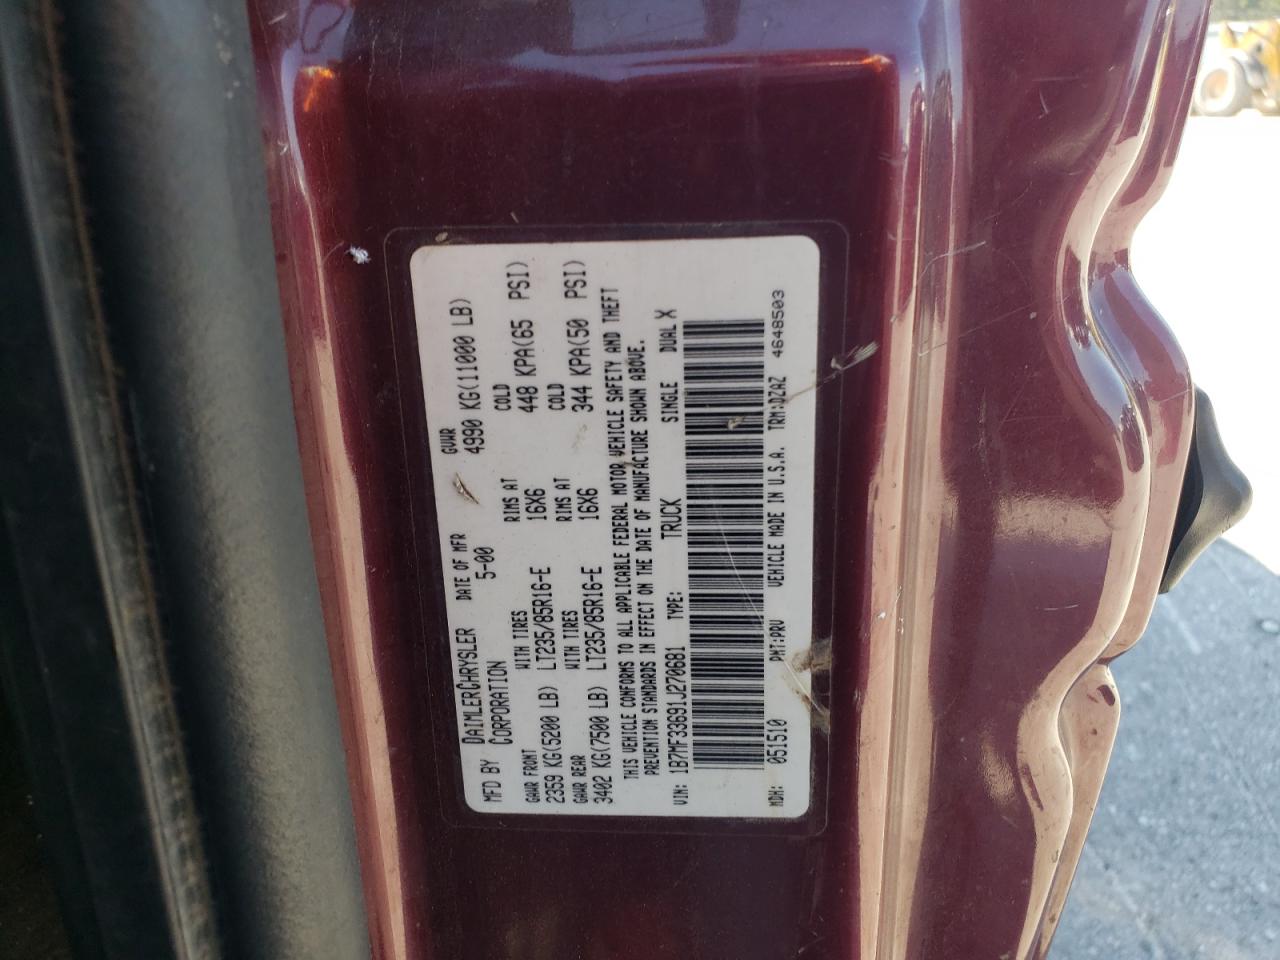 MFD BY DAIMLERCHRYSLER CORPORATION DATE OF MFR 5-00 GVWR 4990 KG(11000 LB)
GAWR FRONT WITH TIRES RIMS AT COLD
2359 KG(5200 LB) LT235/85R16-E 16X6 448 KPA(65 PSI)
GAWR REAR WITH TIRES RIMS AT COLD
3402 KG(7500 LB) LT235/85R16-E 16X6 344 KPA(50 PSI)
THIS VEHICLE CONFORMS TO ALL APPLICABLE FEDERAL MOTOR VEHICLE SAFETY AND THEFT
PREVENTION STANDARDS IN EFFECT ON THE DATE OF MANUFACTURE SHOWN ABOVE.
VIN: 1B7MF33691J270681 TYPE: TRUCK SINGLE DUAL X
MDH: 051510 PNT:PRV VEHICLE MADE IN U.S.A. TRM:DZAZ 4648503